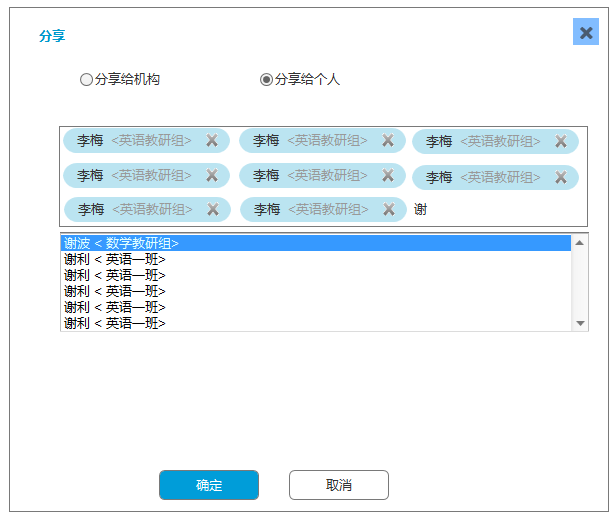 分享
分享给机构 分享给个人
李梅 <英语教研组> 李梅 <英语教研组> 李梅 <英语教研组>
李梅 <英语教研组> 李梅 <英语教研组> 李梅 <英语教研组>
李梅 <英语教研组> 李梅 <英语教研组> 谢
谢波 < 数学教研组>
谢利 < 英语一班>
谢利 < 英语一班>
谢利 < 英语一班>
谢利 < 英语一班>
谢利 < 英语一班>
确定 取消